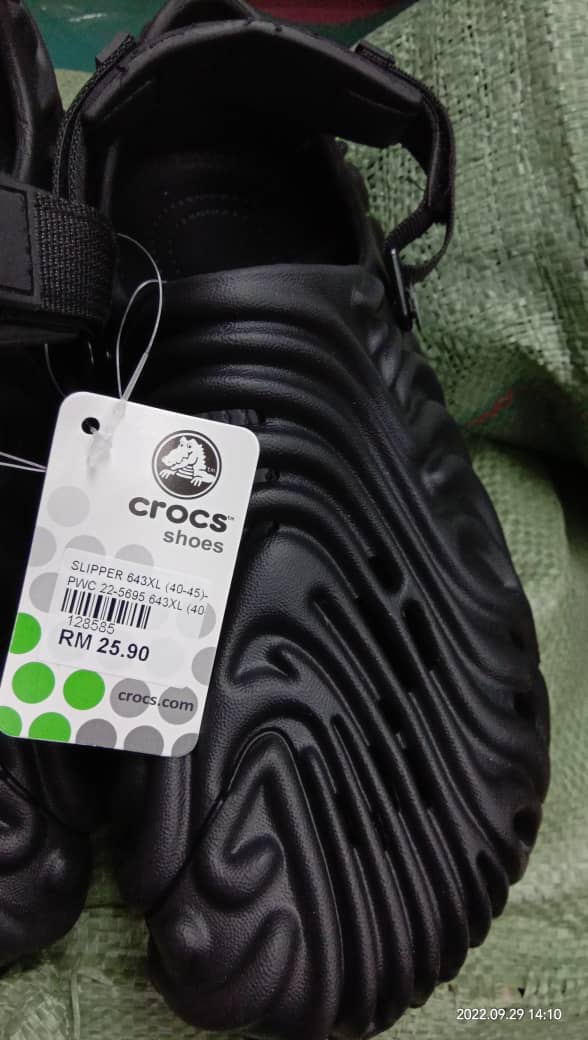 crocs™
shoes
SLIPPER 643XL (40-45)-
PWC 22-5695 643XL (40
128585
RM 25.90
crocs.com
2022.09.29 14:10